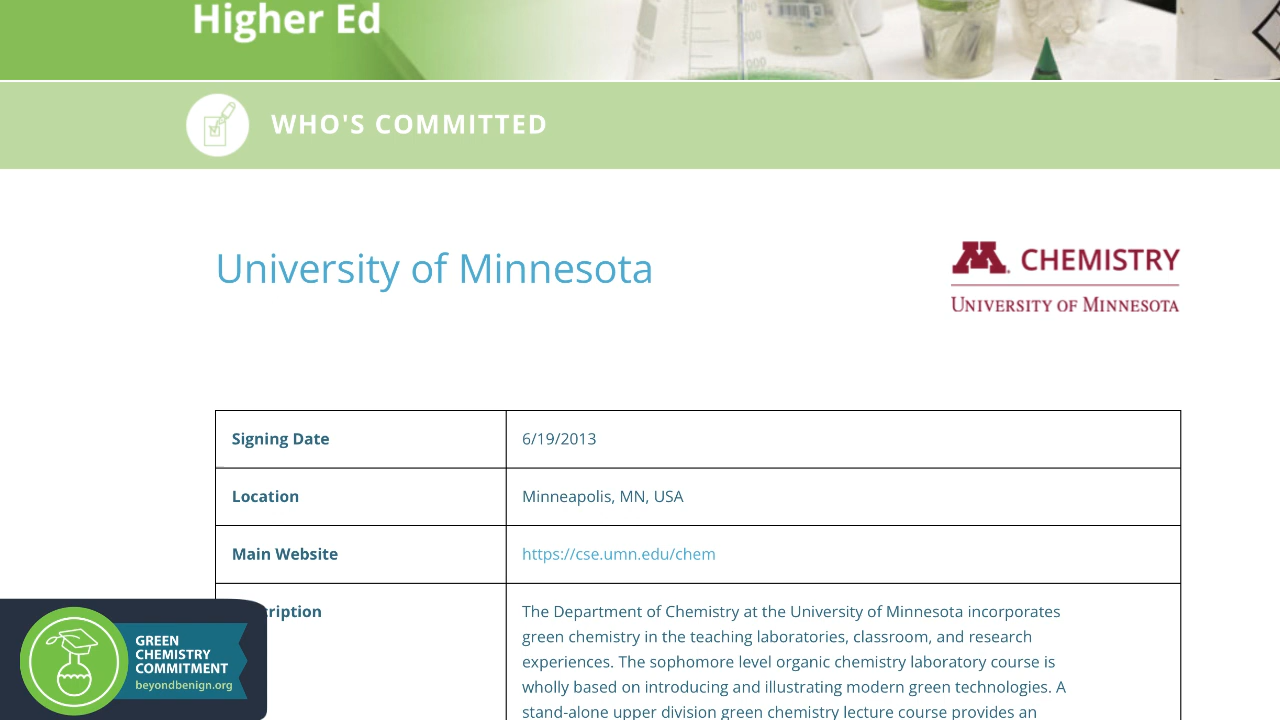 Higher Ed
WHO'S COMMITTED
University of Minnesota
CHEMISTRY
UNIVERSITY OF MINNESOTA
Signing Date
6/19/2013
Location
Minneapolis, MN, USA
Main Website
https://cse.umn.edu/chem
cription
The Department of Chemistry at the University of Minnesota incorporates
green chemistry in the teaching laboratories, classroom, and research
experiences. The sophomore level organic chemistry laboratory course is
wholly based on introducing and illustrating modern green technologies. A
stand-alone upper division green chemistry lecture course provides an
GREEN
CHEMISTRY
COMMITMENT
beyondbenign.org